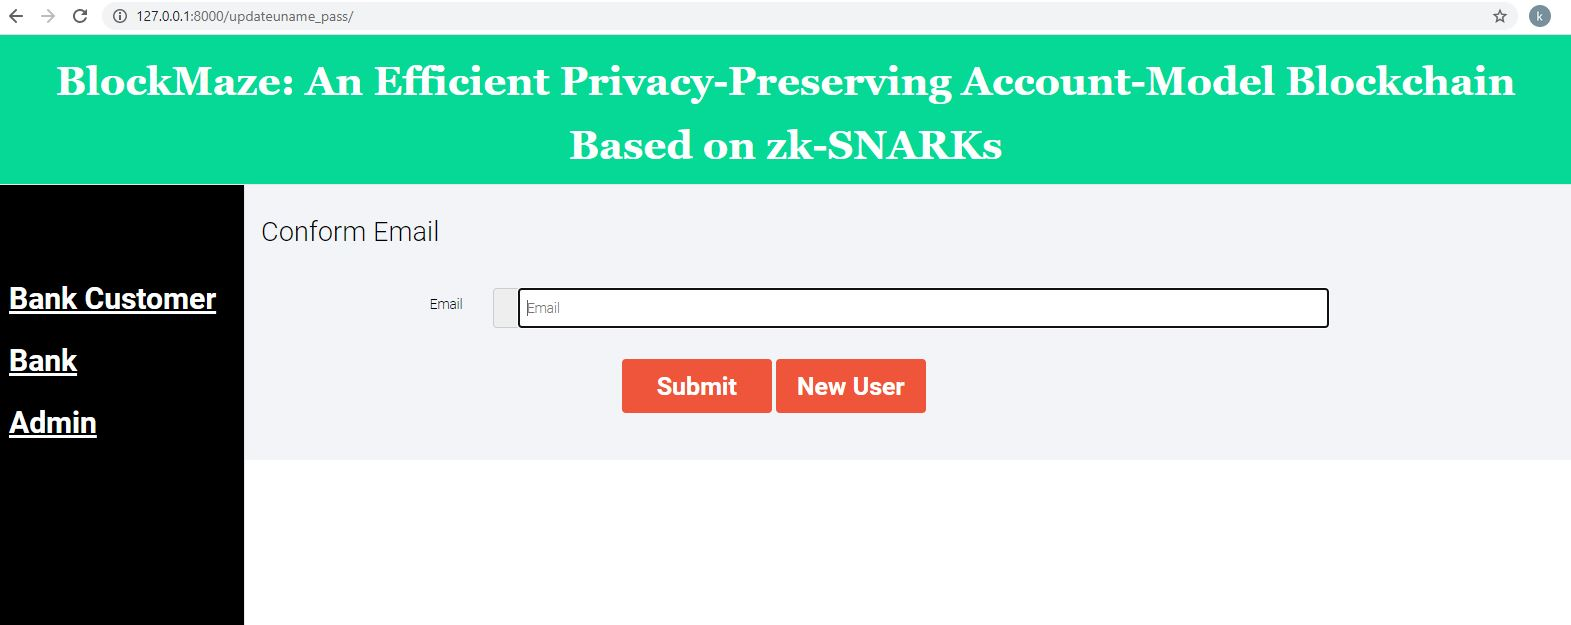 127.0.0.1:8000/updateuname_pass/
k
BlockMaze: An Efficient Privacy-Preserving Account-Model Blockchain
Based on zk-SNARKs
Bank Customer
Bank
Admin
Conform Email
Email
Email
Submit
New User